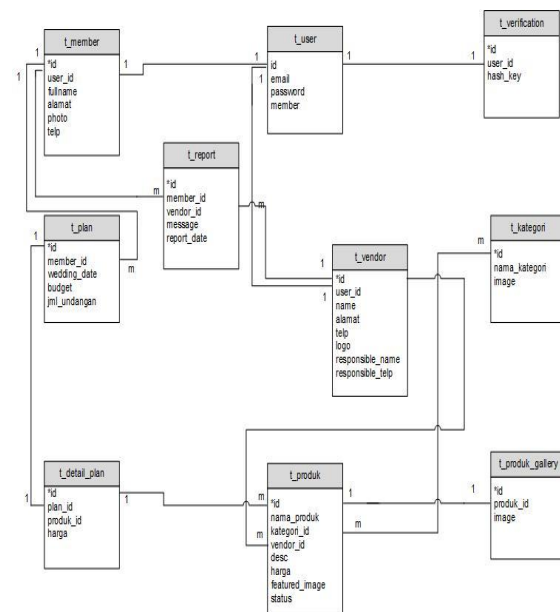 t_member
*id
user_id
fullname
alamat
photo
telp
t_user
id
email
password
member
t_verification
*id
user_id
hash_key
t_report
*id
member_id
vendor_id
message
report_date
t_plan
*id
member_id
wedding_date
budget
jml_undangan
t_vendor
*id
user_id
name
alamat
telp
logo
responsible_name
responsible_telp
t_kategori
*id
nama_kategori
image
t_detail_plan
*id
plan_id
produk_id
harga
t_produk
*id
nama_produk
kategori_id
vendor_id
desc
harga
featured_image
status
t_produk_gallery
*id
produk_id
image
1
1
1
1
1
1
1
m
m
1
m
m
1
1
1
1
m
m
1
1
m